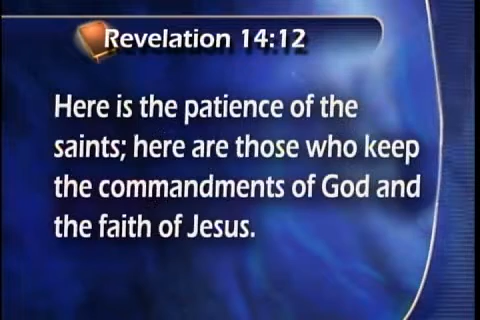 Revelation 14:12
Here is the patience of the
saints; here are those who keep
the commandments of God and
the faith of Jesus.